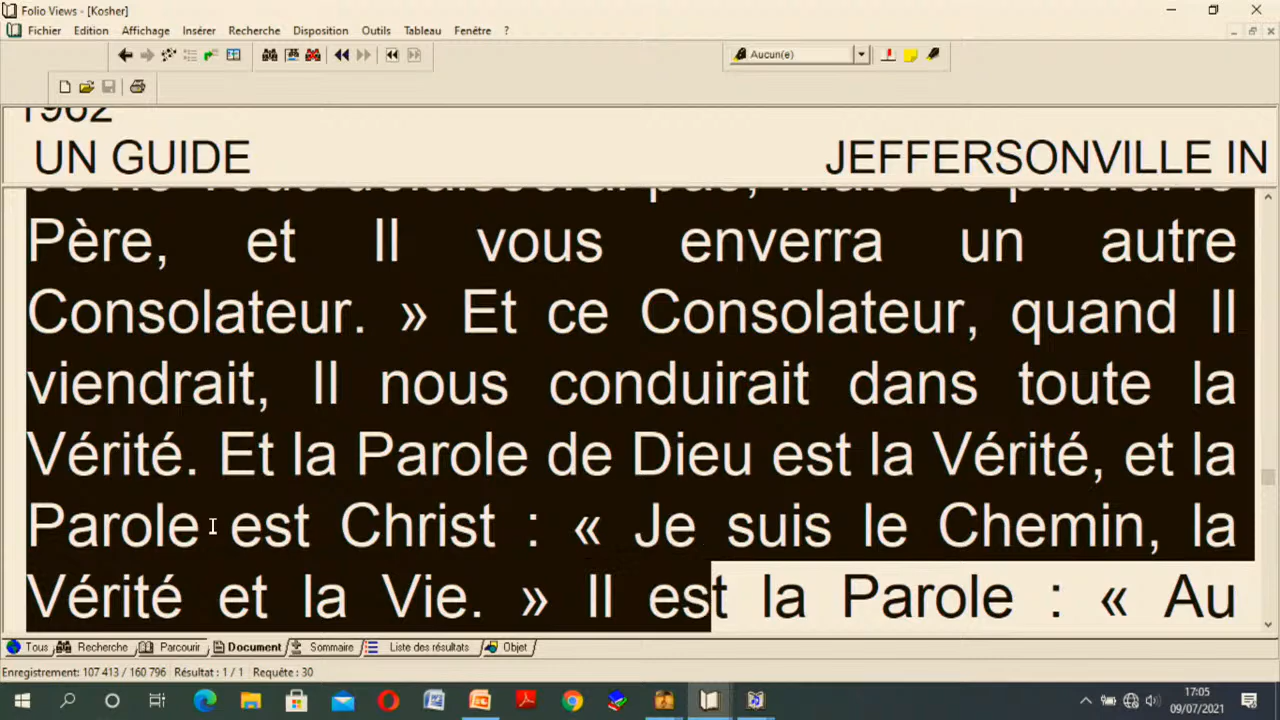 Folio Views - [Kosher]
Fichier Edition Affichage Insérer Recherche Disposition Outils Tableau Fenêtre ?
Aucun(e)
1962
UN GUIDE JEFFERSONVILLE IN
Père, et Il vous enverra un autre
Consolateur. » Et ce Consolateur, quand Il
viendrait, Il nous conduirait dans toute la
Vérité. Et la Parole de Dieu est la Vérité, et la
Parole est Christ : « Je suis le Chemin, la
Vérité et la Vie. » Il est la Parole : « Au
Tous Recherche Parcourir Document Sommaire Liste des résultats Objet
Enregistrement: 107 413 / 160 796 Résultat : 1 / 1 Requête : 30
17:05
09/07/2021